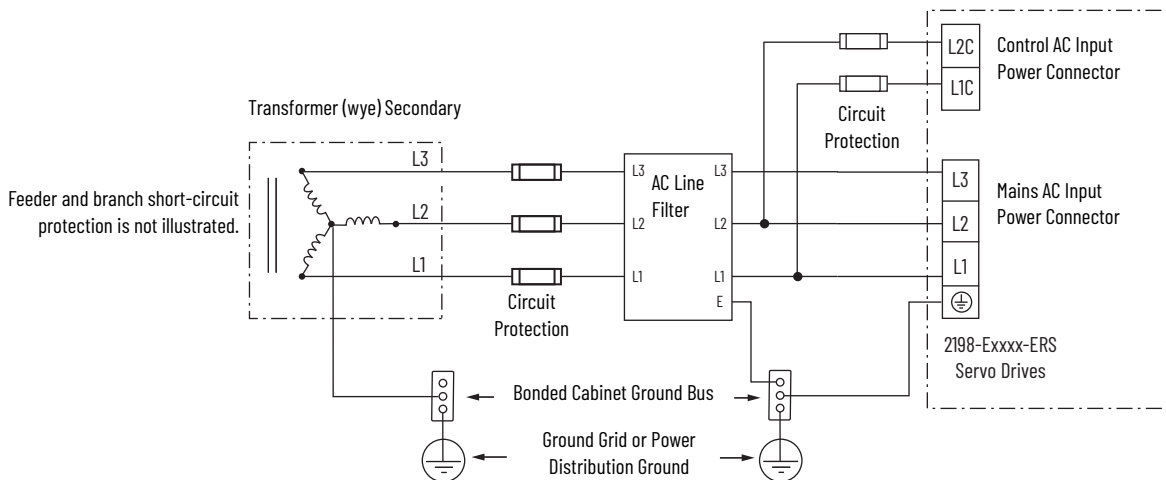 L2C
Control AC Input
Power Connector
L1C
Circuit
Protection
Transformer (wye) Secondary
Feeder and branch short-circuit
protection is not illustrated.
L3
L2
L1
Circuit
Protection
L3
L2
L1
AC Line
Filter
L3
L2
L1
E
L3
L2
L1
Mains AC Input
Power Connector
2198-Exxxx-ERS
Servo Drives
Bonded Cabinet Ground Bus
Ground Grid or Power
Distribution Ground